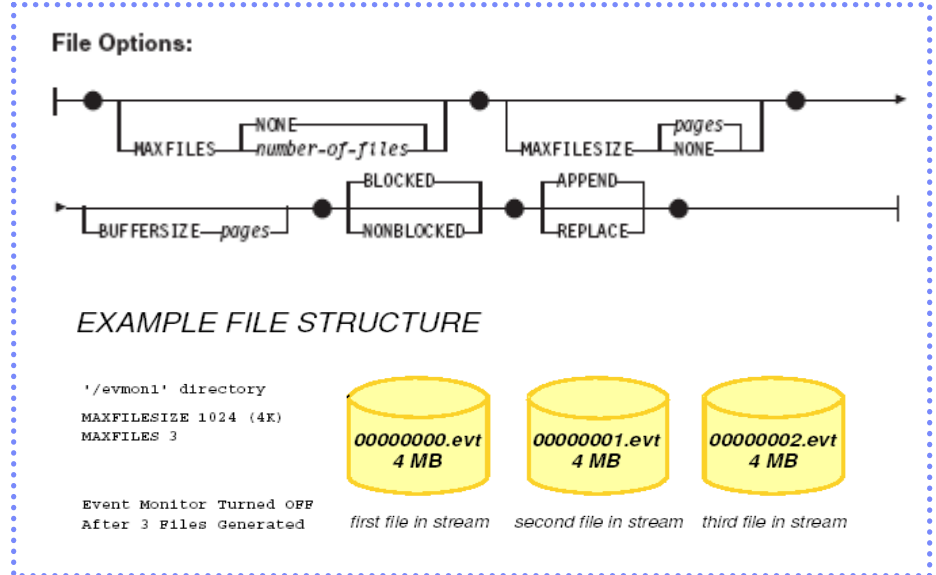 File Options:
NONE
MAXFILES number-of-files
pages
MAXFILESIZE NONE
BLOCKED
APPEND
BUFFERSIZE pages
NONBLOCKED
REPLACE
EXAMPLE FILE STRUCTURE
'/evmon1' directory
MAXFILESIZE 1024 (4K)
MAXFILES 3
00000000.evt
4 MB
00000001.evt
4 MB
00000002.evt
4 MB
Event Monitor Turned OFF
After 3 Files Generated
first file in stream
second file in stream
third file in stream